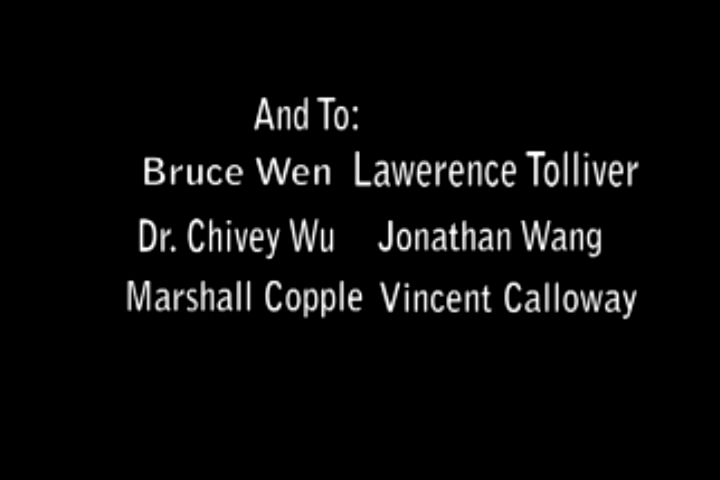 And To:
Bruce Wen Lawerence Tolliver
Dr. Chivey Wu Jonathan Wang
Marshall Copple Vincent Calloway